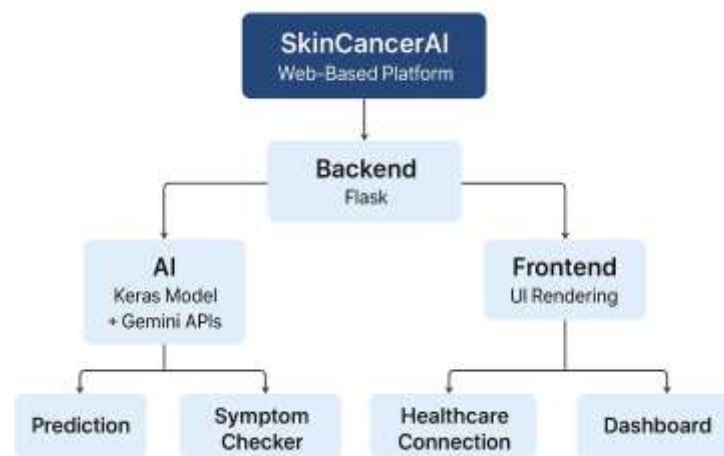 SkinCancerAI
Web-Based Platform
Backend
Flask
AI
Keras Model
+ Gemini APIs
Frontend
UI Rendering
Prediction
Symptom
Checker
Healthcare
Connection
Dashboard